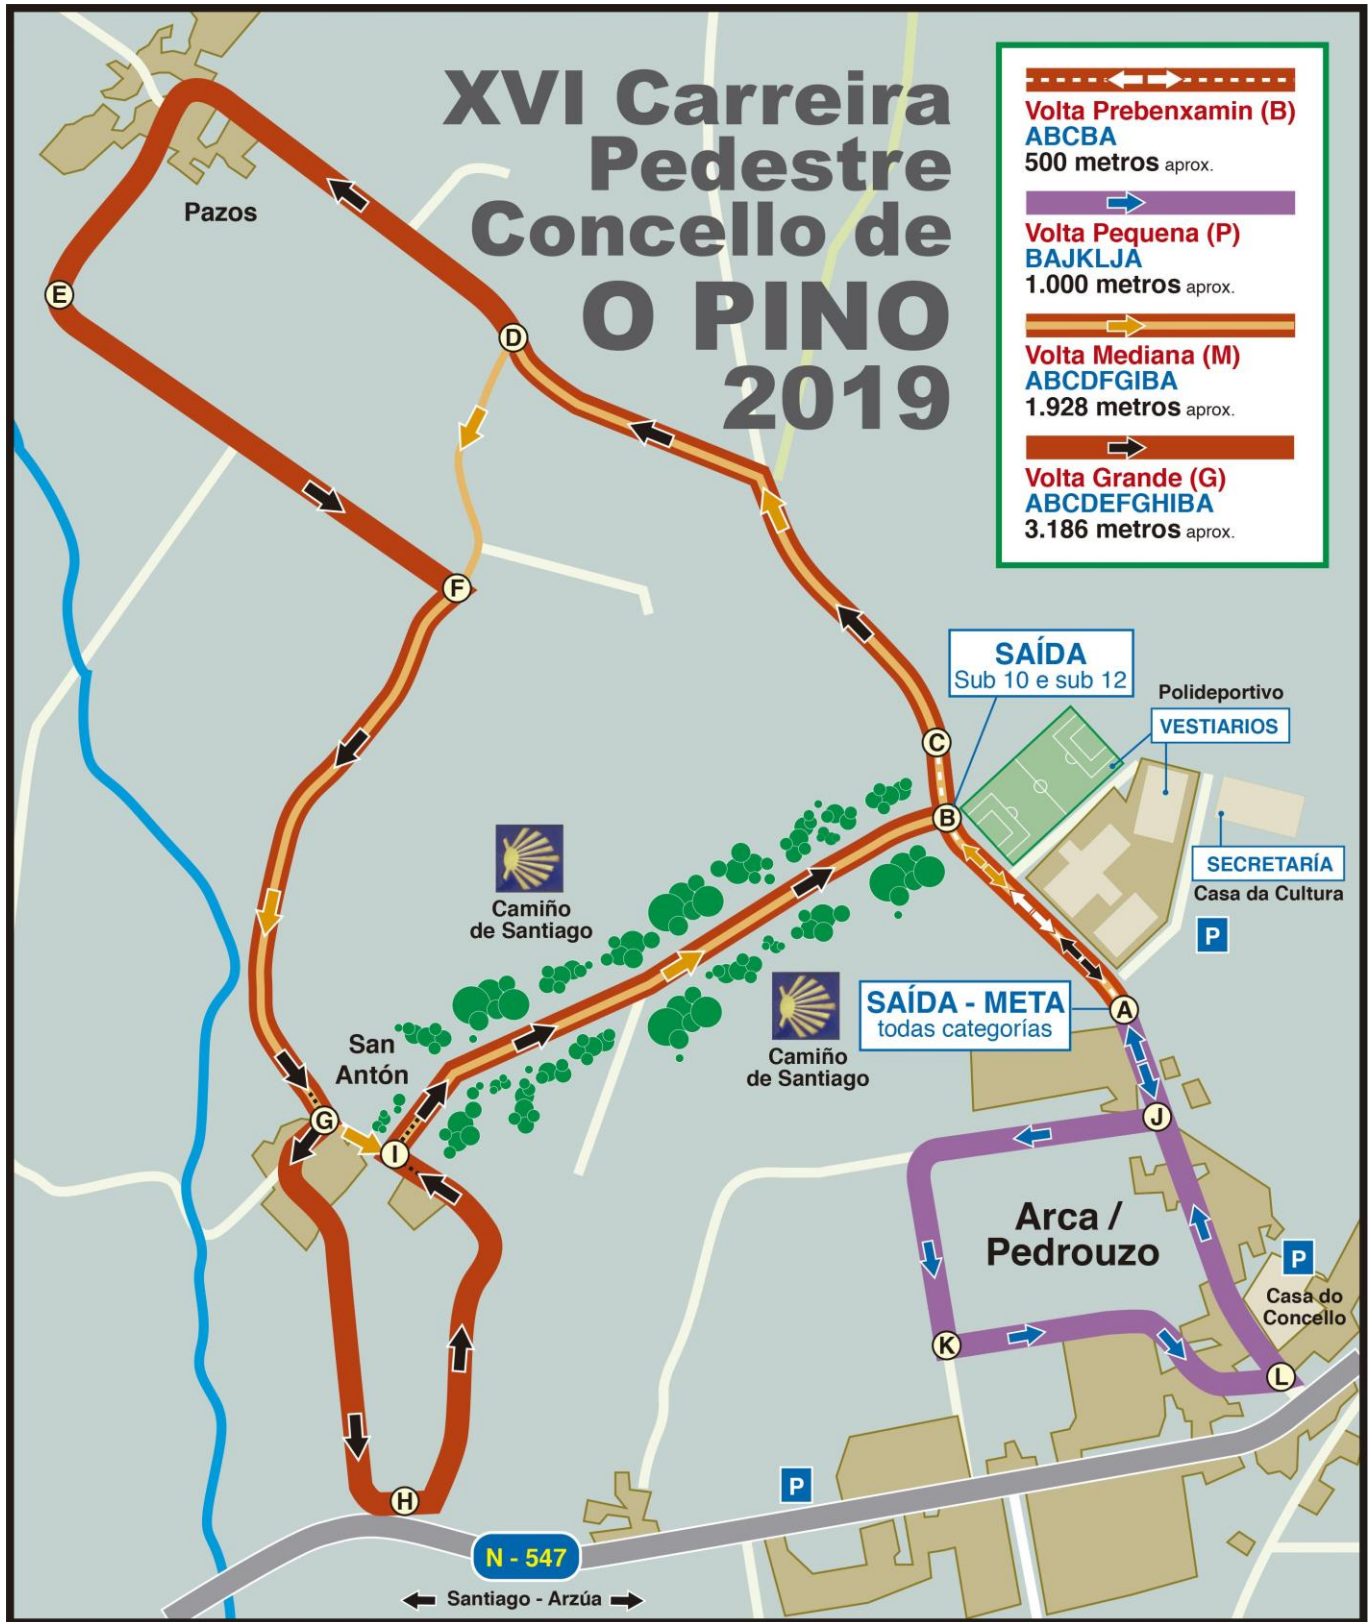 XVI Carreira
Pedestre
Concello de
O PINO
2019
Volta Prebenxamin (B)
ABCBA
500 metros aprox.
Volta Pequena (P)
BAJKLJA
1.000 metros aprox.
Volta Mediana (M)
ABCDFGIBA
1.928 metros aprox.
Volta Grande (G)
ABCDEFGHIBA
3.186 metros aprox.
Pazos
E
D
F
SAÍDA
Sub 10 e sub 12
Polideportivo
VESTIARIOS
C
B
SECRETARÍA
Casa da Cultura
P
Camiño
de Santiago
SAÍDA - META
todas categorías
A
Camiño
de Santiago
San
Antón
G
I
J
Arca /
Pedrouzo
P
Casa do
Concello
K
L
P
H
N - 547
Santiago - Arzúa